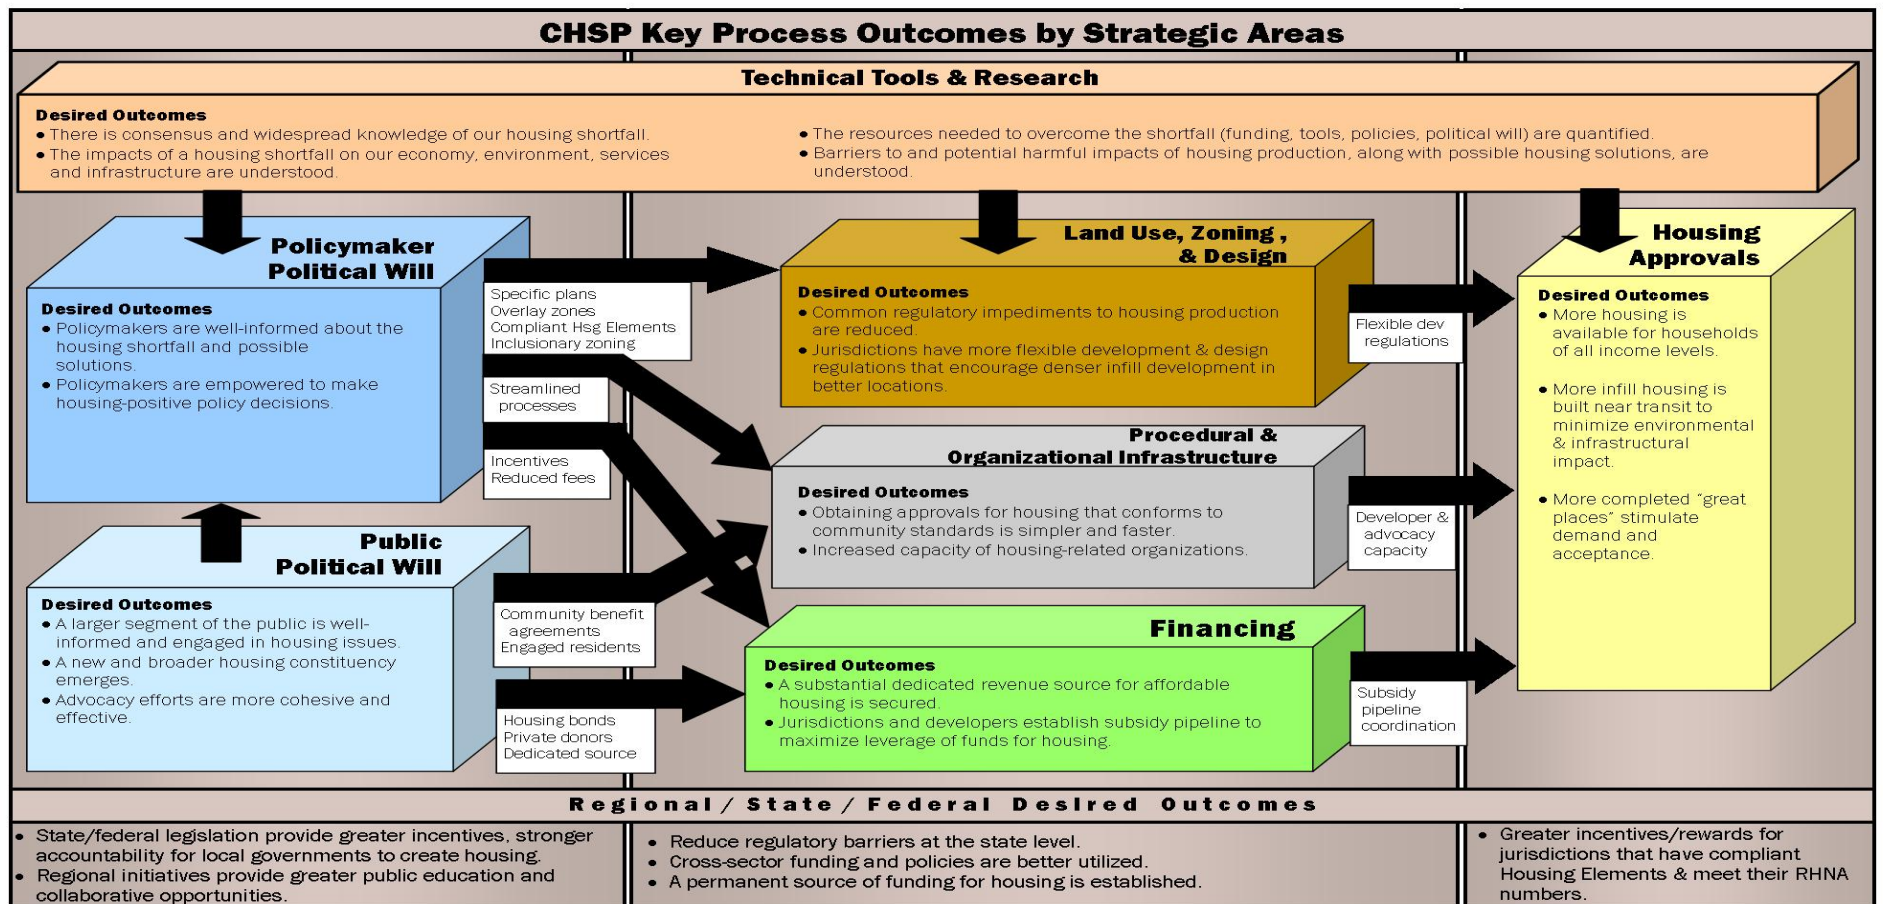 CHSP Key Process Outcomes by Strategic Areas
Technical Tools & Research
Desired Outcomes
• There is consensus and widespread knowledge of our housing shortfall.
• The impacts of a housing shortfall on our economy, environment, services
and infrastructure are understood.
• The resources needed to overcome the shortfall (funding, tools, policies, political will) are quantified.
• Barriers to and potential harmful impacts of housing production, along with possible housing solutions, are
understood.
Policymaker
Political Will
Desired Outcomes
• Policymakers are well-informed about the
housing shortfall and possible
solutions.
• Policymakers are empowered to make
housing-positive policy decisions.
Specific plans
Overlay zones
Compliant Hsg Elements
Inclusionary zoning
Streamlined
processes
Incentives
Reduced fees
Public
Political Will
Desired Outcomes
• A larger segment of the public is well-
informed and engaged in housing issues.
• A new and broader housing constituency
emerges.
• Advocacy efforts are more cohesive and
effective.
Community benefit
agreements
Engaged residents
Housing bonds
Private donors
Dedicated source
Land Use, Zoning ,
& Design
Desired Outcomes
• Common regulatory impediments to housing production
are reduced.
• Jurisdictions have more flexible development & design
regulations that encourage denser infill development in
better locations.
Flexible dev
regulations
Procedural &
Organizational Infrastructure
Desired Outcomes
• Obtaining approvals for housing that conforms to
community standards is simpler and faster.
• Increased capacity of housing-related organizations.
Developer &
advocacy
capacity
Financing
Desired Outcomes
• A substantial dedicated revenue source for affordable
housing is secured.
• Jurisdictions and developers establish subsidy pipeline to
maximize leverage of funds for housing.
Subsidy
pipeline
coordination
Housing
Approvals
Desired Outcomes
• More housing is
available for households
of all income levels.
• More infill housing is
built near transit to
minimize environmental
& infrastructural
impact.
• More completed "great
places" stimulate
demand and
acceptance.
Regional / State / Federal Desired Outcomes
• State/federal legislation provide greater incentives, stronger
accountability for local governments to create housing.
• Regional initiatives provide greater public education and
collaborative opportunities.
• Reduce regulatory barriers at the state level.
• Cross-sector funding and policies are better utilized.
• A permanent source of funding for housing is established.
• Greater incentives/rewards for
jurisdictions that have compliant
Housing Elements & meet their RHNA
numbers.